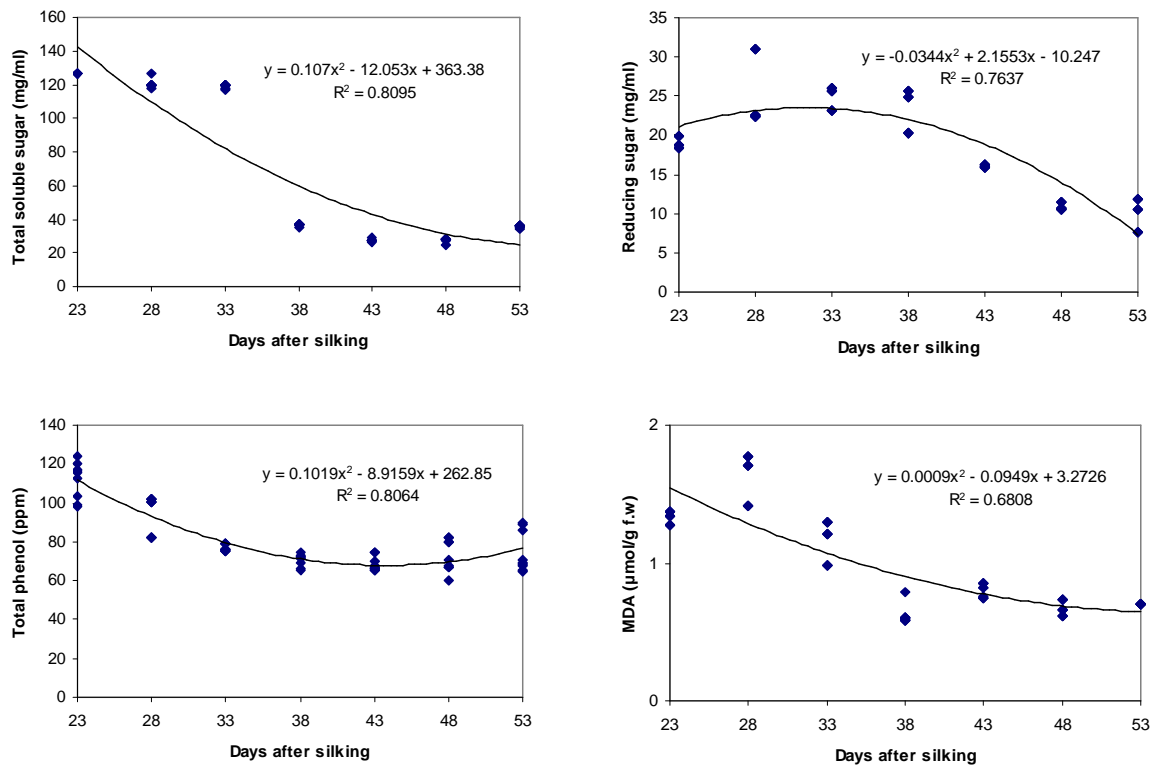 Total soluble sugar (mg/ml)
160
140
120
100
80
60
40
20
0
y = 0.107x² - 12.053x + 363.38
R² = 0.8095
23 28 33 38 43 48 53
Days after silking
Reducing sugar (mg/ml)
35
30
25
20
15
10
5
0
y = -0.0344x² + 2.1553x - 10.247
R² = 0.7637
23 28 33 38 43 48 53
Days after silking
Total phenol (ppm)
140
120
100
80
60
40
20
0
y = 0.1019x² - 8.9159x + 262.85
R² = 0.8064
23 28 33 38 43 48 53
Days after silking
MDA (µmol/g f.w)
2
1
0
y = 0.0009x² - 0.0949x + 3.2726
R² = 0.6808
23 28 33 38 43 48 53
Days after silking